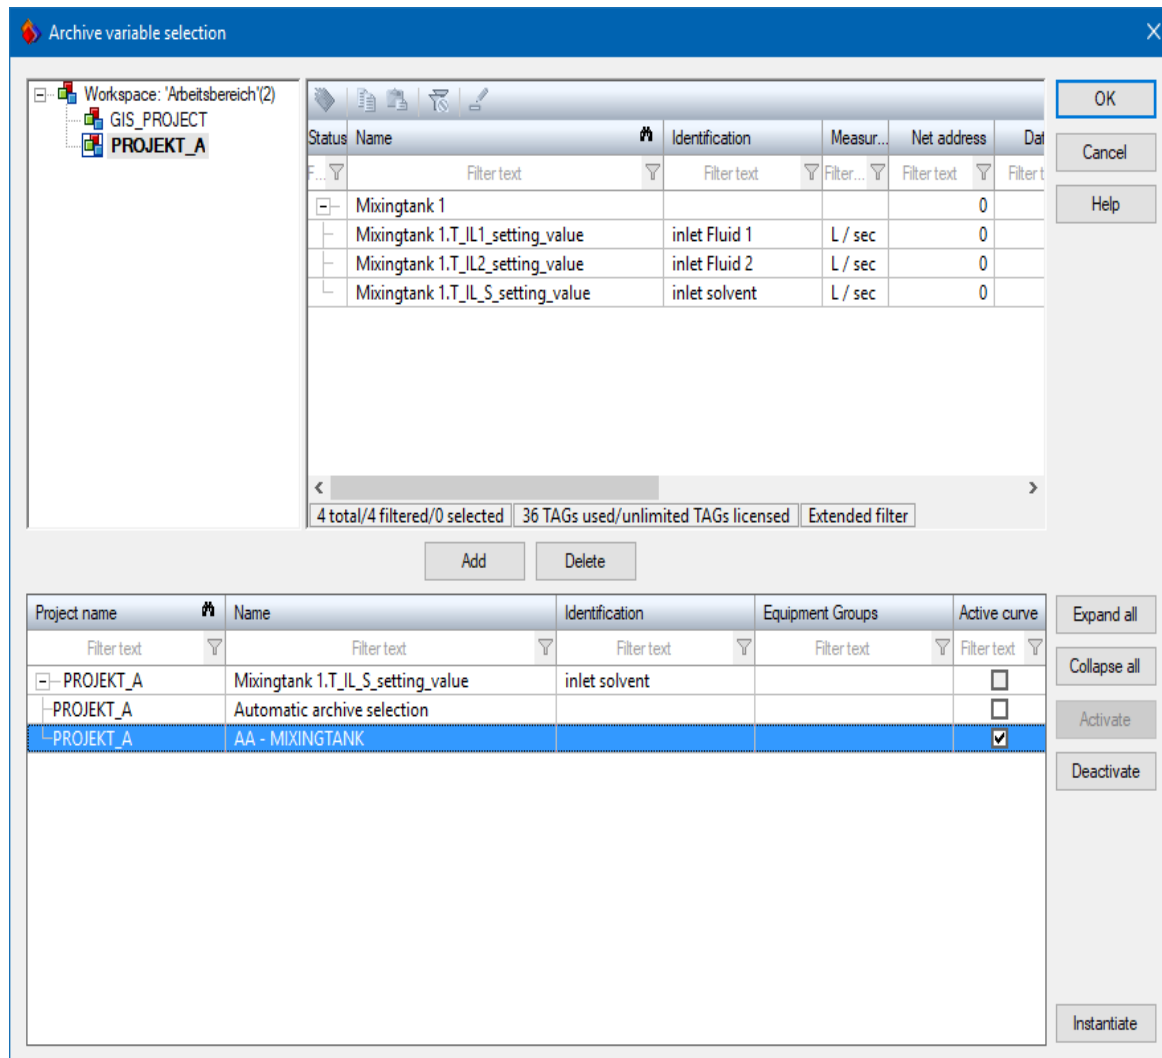 Archive variable selection
Workspace: 'Arbeitsbereich'(2)
GIS_PROJECT
PROJEKT_A
Status Name Identification Measur... Net address Dat
F... Filter text Filter text Filter... Filter text Filter t
Mixingtank 1 0
Mixingtank 1.T_IL1_setting_value inlet Fluid 1 L / sec 0
Mixingtank 1.T_IL2_setting_value inlet Fluid 2 L / sec 0
Mixingtank 1.T_IL_S_setting_value inlet solvent L / sec 0
4 total/4 filtered/0 selected 36 TAGs used/unlimited TAGs licensed Extended filter
OK
Cancel
Help
Add Delete
Project name Name Identification Equipment Groups Active curve
Filter text Filter text Filter text Filter text Filter text
PROJEKT_A Mixingtank 1.T_IL_S_setting_value inlet solvent
PROJEKT_A Automatic archive selection
PROJEKT_A AA - MIXINGTANK
Expand all
Collapse all
Activate
Deactivate
Instantiate